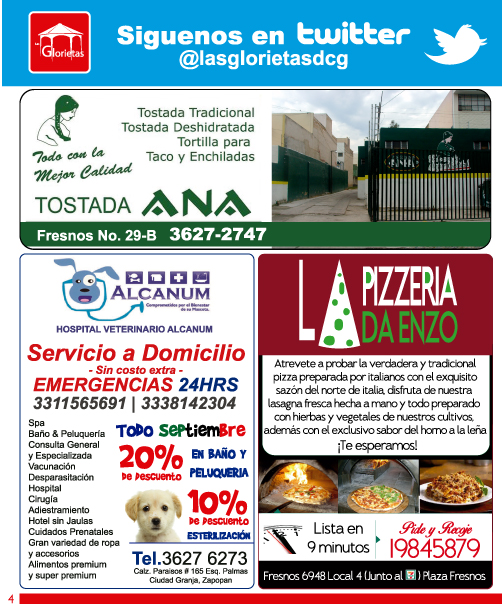 Las
Glorietas
Siguenos en twitter
@lasglorietasdcg
Tostada Tradicional
Tostada Deshidratada
Tortilla para
Taco y Enchiladas
Todo con la
Mejor Calidad
TOSTADA ANA
Fresnos No. 29-B 3627-2747
ALCANUM
Comprometidos por el Bienestar
de su Planeta.
HOSPITAL VETERINARIO ALCANUM
Servicio a Domicilio
- Sin costo extra -
EMERGENCIAS 24HRS
3311565691 | 3338142304
Spa
Baño & Peluquería
Consulta General
y Especializada
Vacunación
Desparasitación
Hospital
Cirugía
Adiestramiento
Hotel sin Jaulas
Cuidados Prenatales
Gran variedad de ropa
y accesorios
Alimentos premium
y super premium
TODO SEPTIEMBRE
20% DE DESCUENTO
EN BAÑO Y
PELUQUERIA
10%
DE DESCUENTO
ESTERILIZACIÓN
Tel.3627 6273
Calz. Paraisos # 165 Esq. Palmas
Ciudad Granja, Zapopan
LA PIZZERIA
DA ENZO
Atrevete a probar la verdadera y tradicional
pizza preparada por italianos con el exquisito
sazón del norte de italia, disfruta de nuestra
lasagna fresca hecha a mano y todo preparado
con hierbas y vegetales de nuestros cultivos,
además con el exclusivo sabor del horno a la leña
¡Te esperamos!
Lista en
9 minutos
Pide y Recoje
19845879
Fresnos 6948 Local 4 (Junto al 7) Plaza Fresnos
4